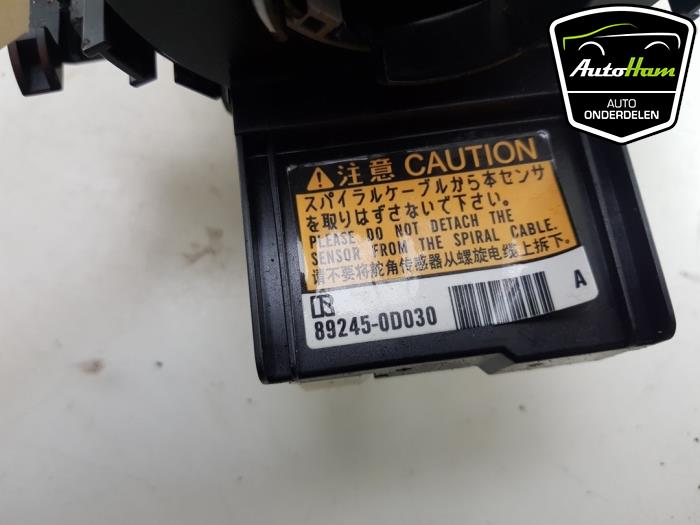 AutoHam
AUTO
ONDERDELEN
⚠注意 CAUTION
スパイラルケーブルから本センサ
を取りはずさないで下さい。
PLEASE DO NOT DETACH THE
SENSOR FROM THE SPIRAL CABLE.
请不要将舵角传感器从螺旋电缆上拆下。
A
89245-0D030